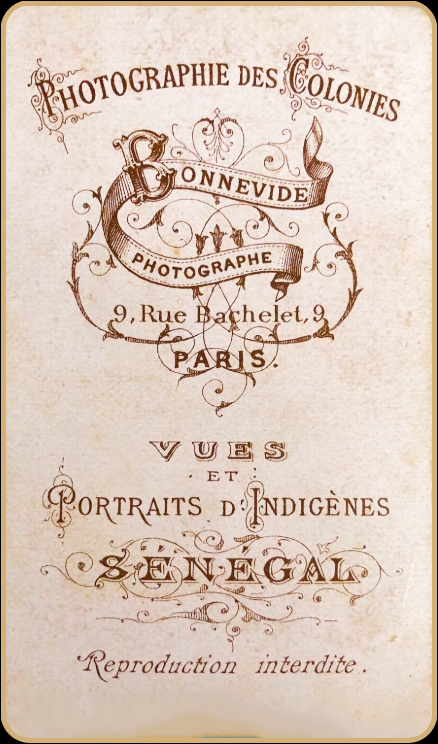 PHOTOGRAPHIE DES COLONIES
BONNEVIDE
PHOTOGRAPHE
9, Rue Bachelet, 9
PARIS.
VUES
ET
PORTRAITS D'INDIGÈNES
SÉNÉGAL
Reproduction interdite.